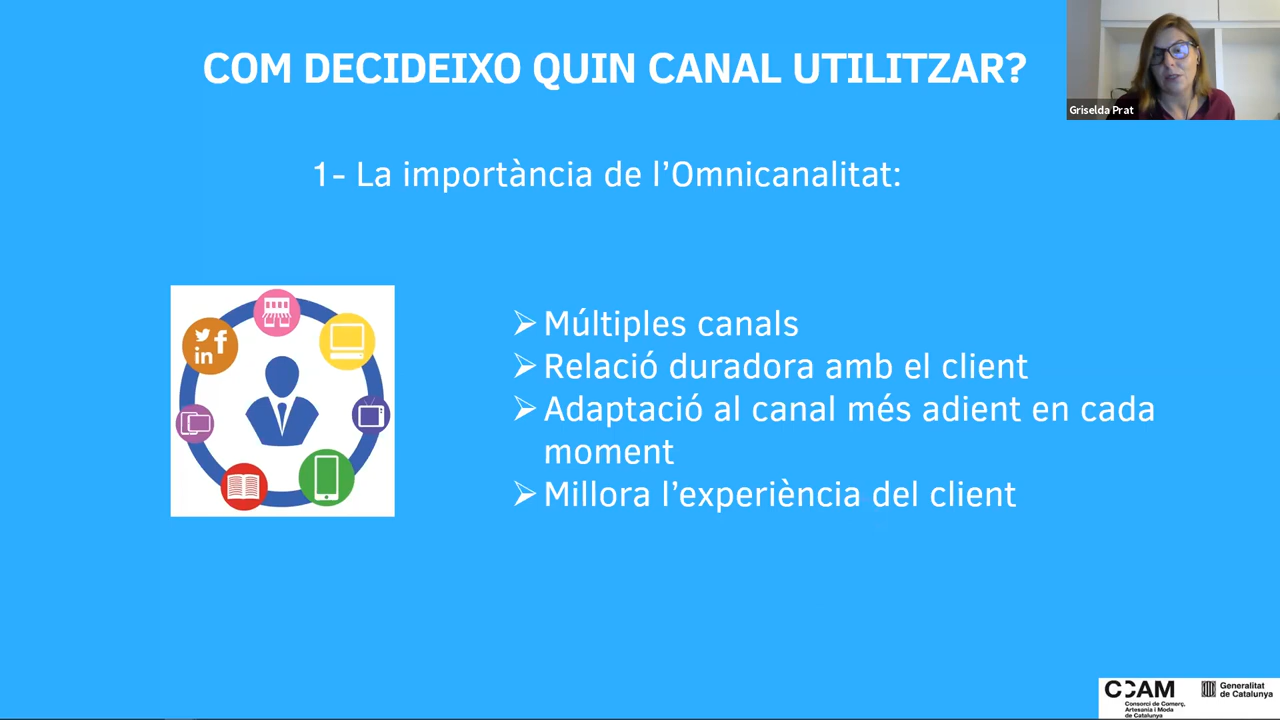 COM DECIDEIXO QUIN CANAL UTILITZAR?
Griselda Prat
1- La importància de l’Omnicanalitat:
in
➢Múltiples canals
➢Relació duradora amb el client
➢Adaptació al canal més adient en cada
moment
➢Millora l’experiència del client
CCAM
Consorci de Comerç,
Artesania i Moda
de Catalunya
Generalitat
de Catalunya